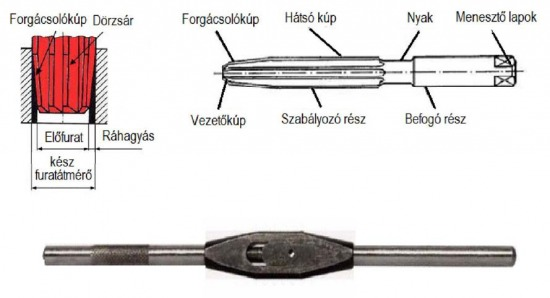 Forgácsolókúp
Dörzsár
Előfurat
Ráhagyás
kész
furatátmérő
Forgácsolókúp
Hátsó kúp
Nyak
Menesztő lapok
Vezetőkúp
Szabályozó rész
Befogó rész